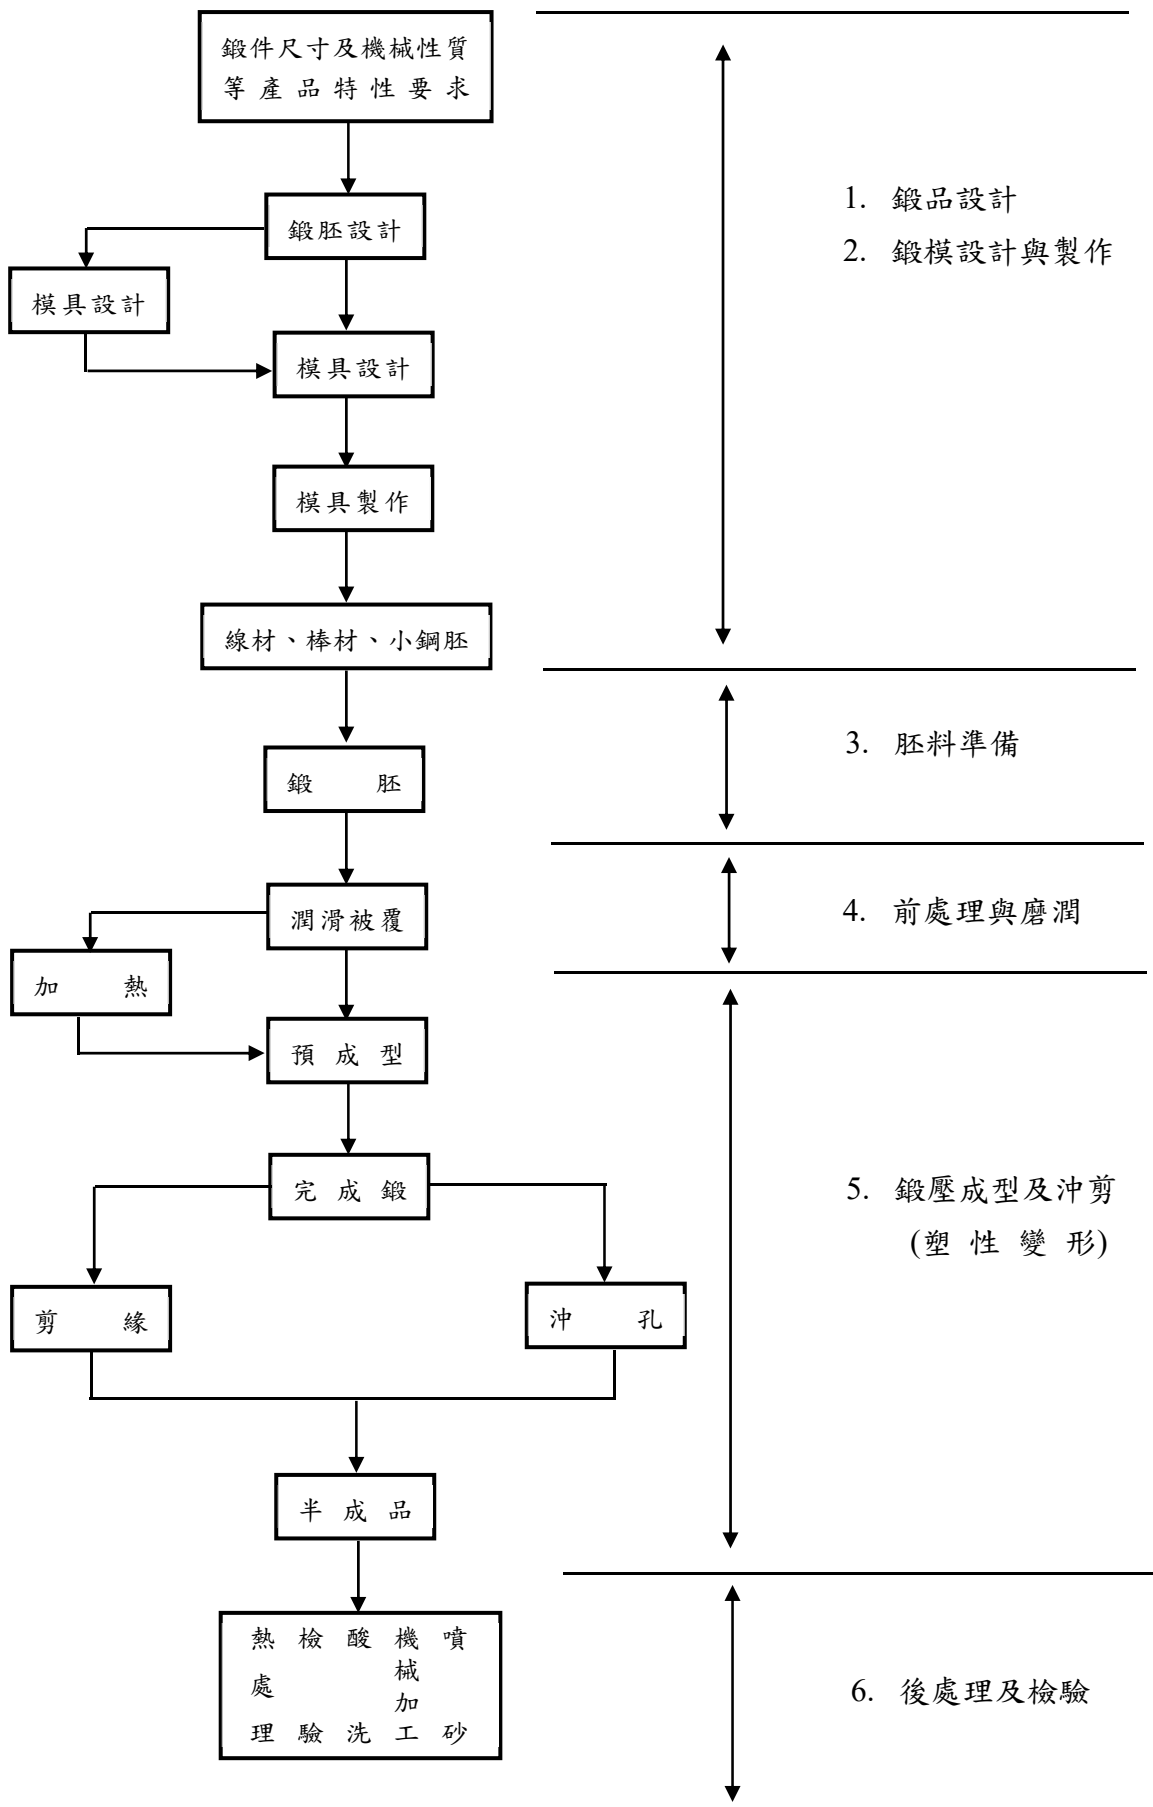 鍛件尺寸及機械性質
等產品特性要求
1. 鍛品設計
鍛胚設計
2. 鍛模設計與製作
模具設計
模具設計
模具製作
線材、棒材、小鋼胚
3. 胚料準備
鍛 胚
4. 前處理與磨潤
潤滑被覆
加 熱
預成型
完成鍛
5. 鍛壓成型及沖剪
(塑性變形)
剪 緣
沖 孔
半成品
熱處理
檢驗
酸洗
機械加工
噴砂
6. 後處理及檢驗